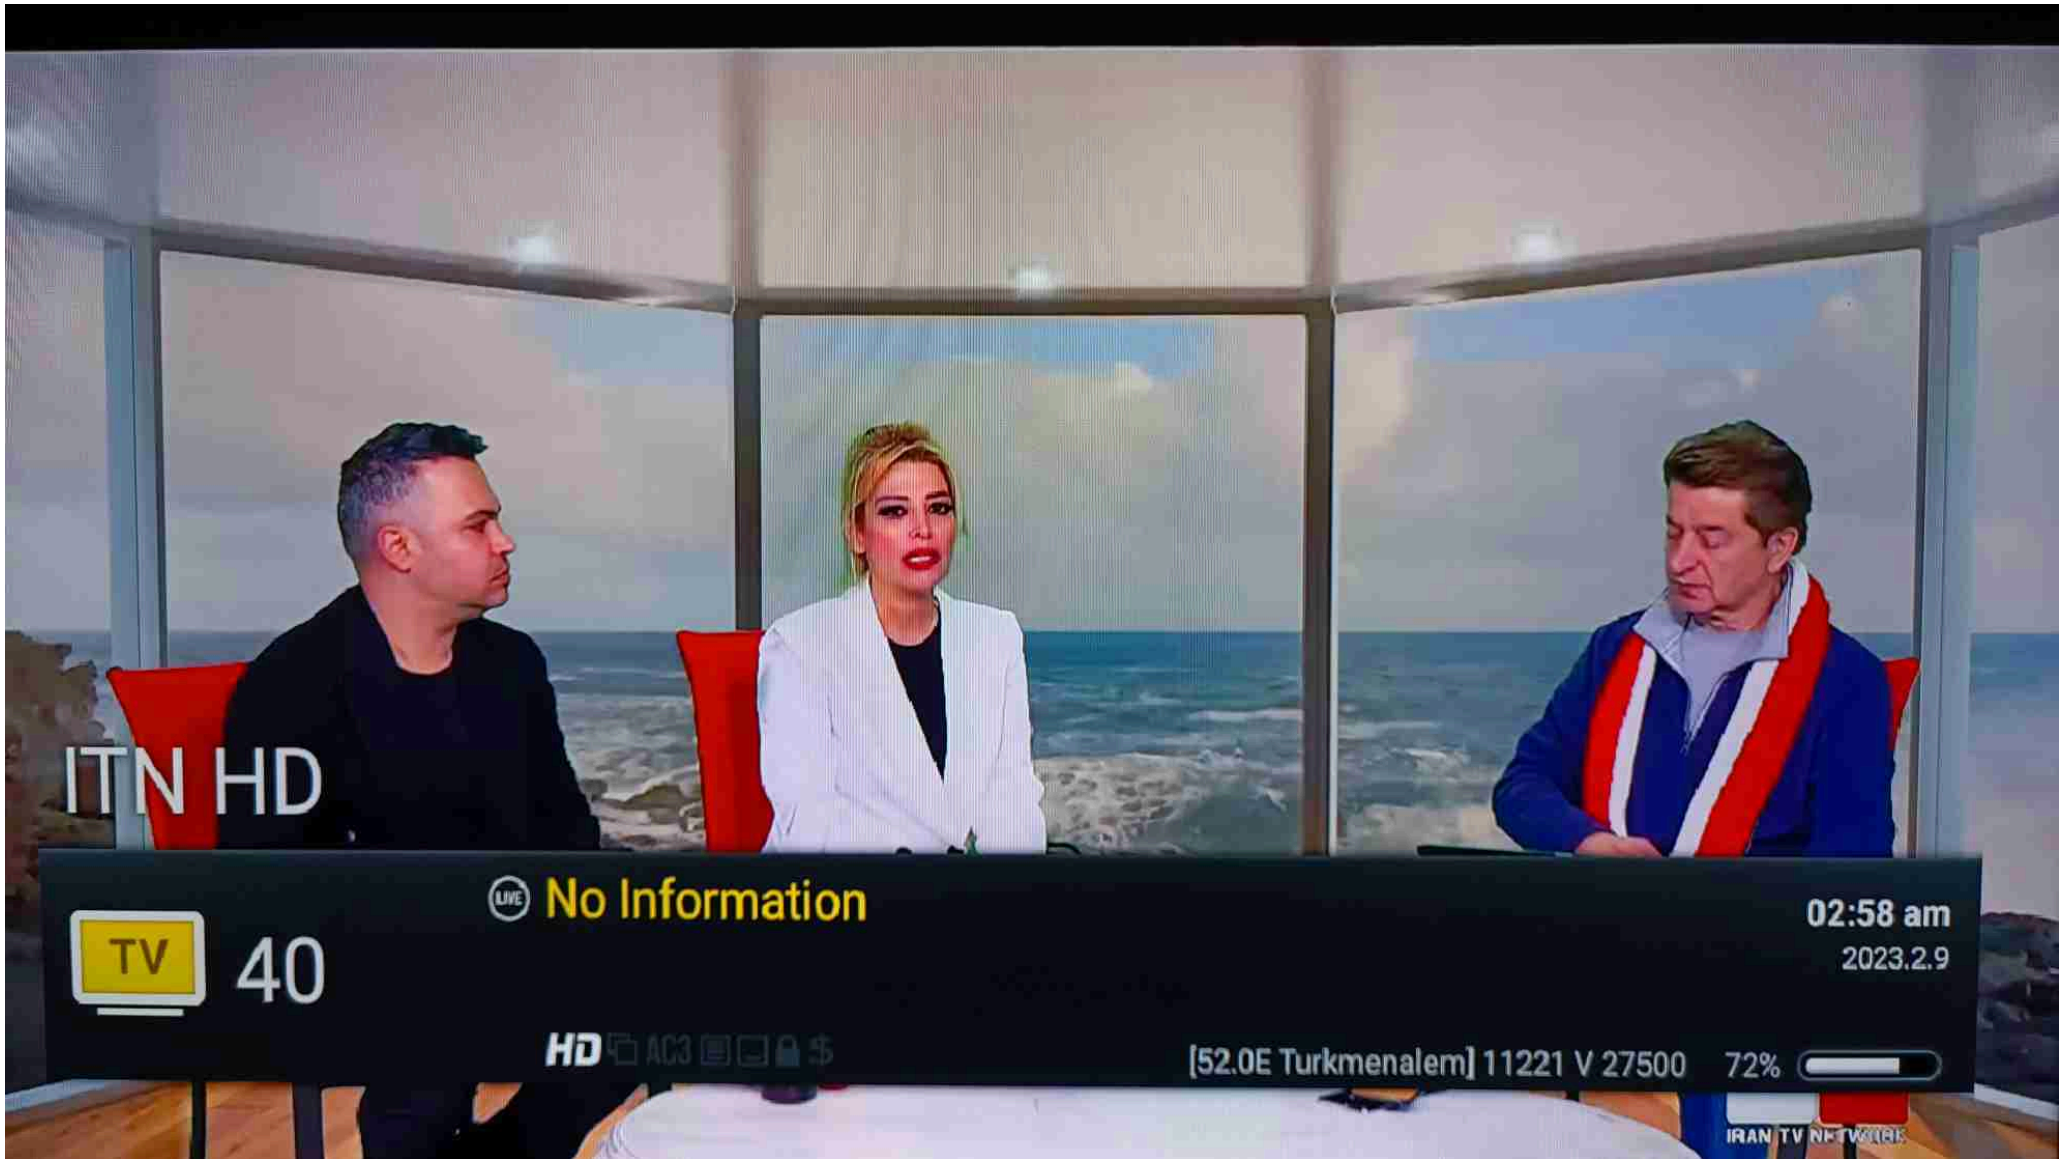 ITN HD
LIVE No Information
02:58 am
2023.2.9
TV 40
HD AC3 $
[52.0E Turkmenalem] 11221 V 27500 72%
IRAN TV NETWORK